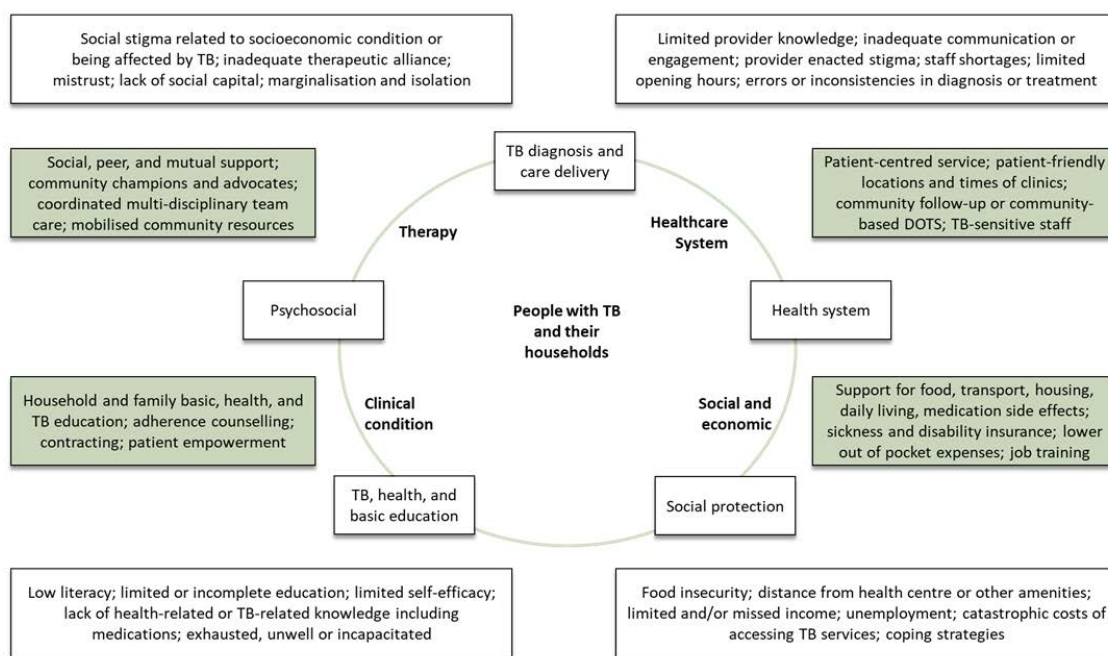 Social stigma related to socioeconomic condition or
being affected by TB; inadequate therapeutic alliance;
mistrust; lack of social capital; marginalisation and isolation
Limited provider knowledge; inadequate communication or
engagement; provider enacted stigma; staff shortages; limited
opening hours; errors or inconsistencies in diagnosis or treatment
TB diagnosis and
care delivery
Social, peer, and mutual support;
community champions and advocates;
coordinated multi-disciplinary team
care; mobilised community resources
Patient-centred service; patient-friendly
locations and times of clinics;
community follow-up or community-
based DOTS; TB-sensitive staff
Therapy
Healthcare
System
Psychosocial
People with TB
and their
households
Health system
Household and family basic, health, and
TB education; adherence counselling;
contracting; patient empowerment
Clinical
condition
Social and
economic
Support for food, transport, housing,
daily living, medication side effects;
sickness and disability insurance; lower
out of pocket expenses; job training
TB, health, and
basic education
Social protection
Low literacy; limited or incomplete education; limited self-efficacy;
lack of health-related or TB-related knowledge including
medications; exhausted, unwell or incapacitated
Food insecurity; distance from health centre or other amenities;
limited and/or missed income; unemployment; catastrophic costs of
accessing TB services; coping strategies